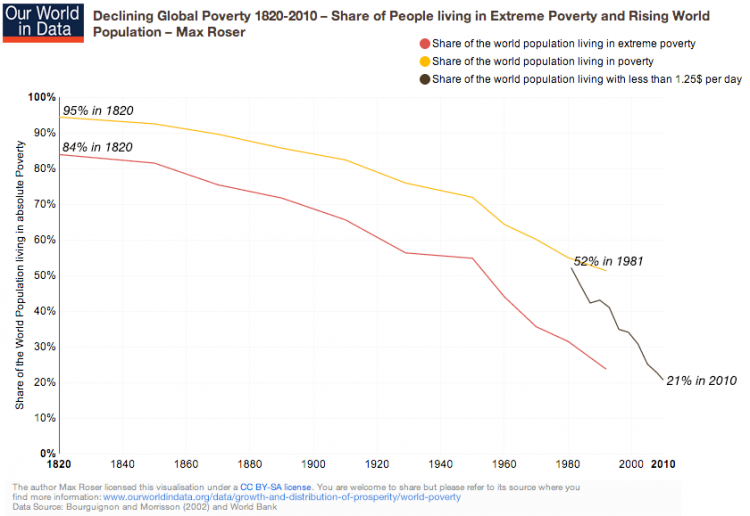 Our World
in Data
Declining Global Poverty 1820-2010 – Share of People living in Extreme Poverty and Rising World
Population – Max Roser
Share of the world population living in extreme poverty
Share of the world population living in poverty
Share of the world population living with less than 1.25$ per day
Share of the World Population living in absolute Poverty
100%
90%
80%
70%
60%
50%
40%
30%
20%
10%
0%
95% in 1820
84% in 1820
52% in 1981
21% in 2010
1820 1840 1860 1880 1900 1920 1940 1960 1980 2000 2010
The author Max Roser licensed this visualisation under a CC BY-SA license. You are welcome to share but please refer to its source where you
find more information: www.ourworldindata.org/data/growth-and-distribution-of-prosperity/world-poverty
Data Source: Bourguignon and Morrisson (2002) and World Bank